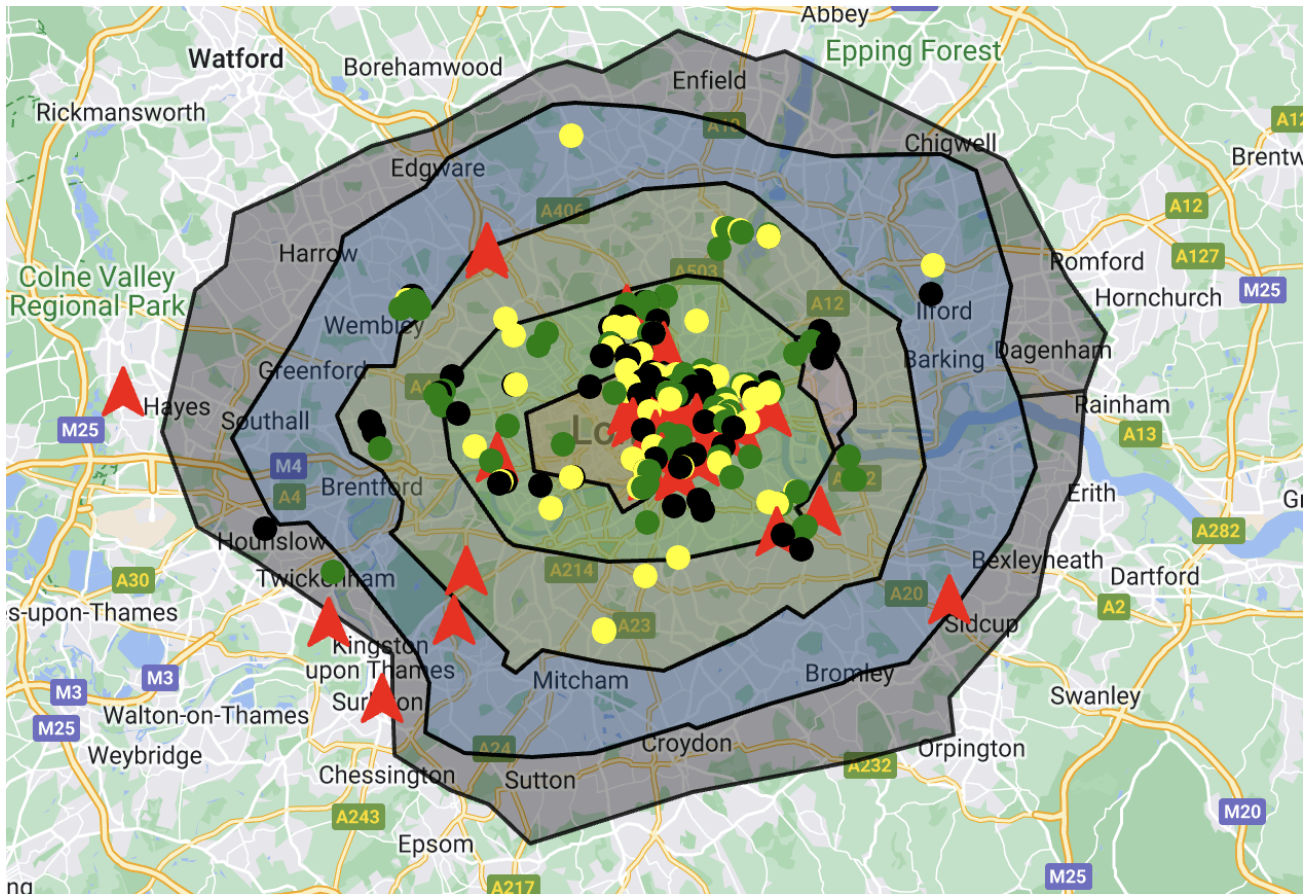 Abbey
Watford
Borehamwood
Epping Forest
Enfield
Rickmansworth
A10
Chigwell
A12
Edgware
Brentw
A406
A12
Harrow
A127
Colne Valley
Regional Park
A503
Romford
M25
Hornchurch
A12
Wembley
Ilford
Greenford
Barking
Dagenham
Hayes
A4
Southall
Rainham
M25
A13
Lo
M4
A4
Brentford
Erith
Gr
A282
Hounslow
A30
Twickenham
A214
Bexleyheath
Dartford
A20
A2
es-upon-Thames
A23
Sidcup
Kingston
upon Thames
M3
M3
Mitcham
Bromley
Surbiton
Swanley
M25
Walton-on-Thames
Weybridge
A24
Croydon
Orpington
Chessington
Sutton
A232
A243
M20
Epsom
A217
M25
ng